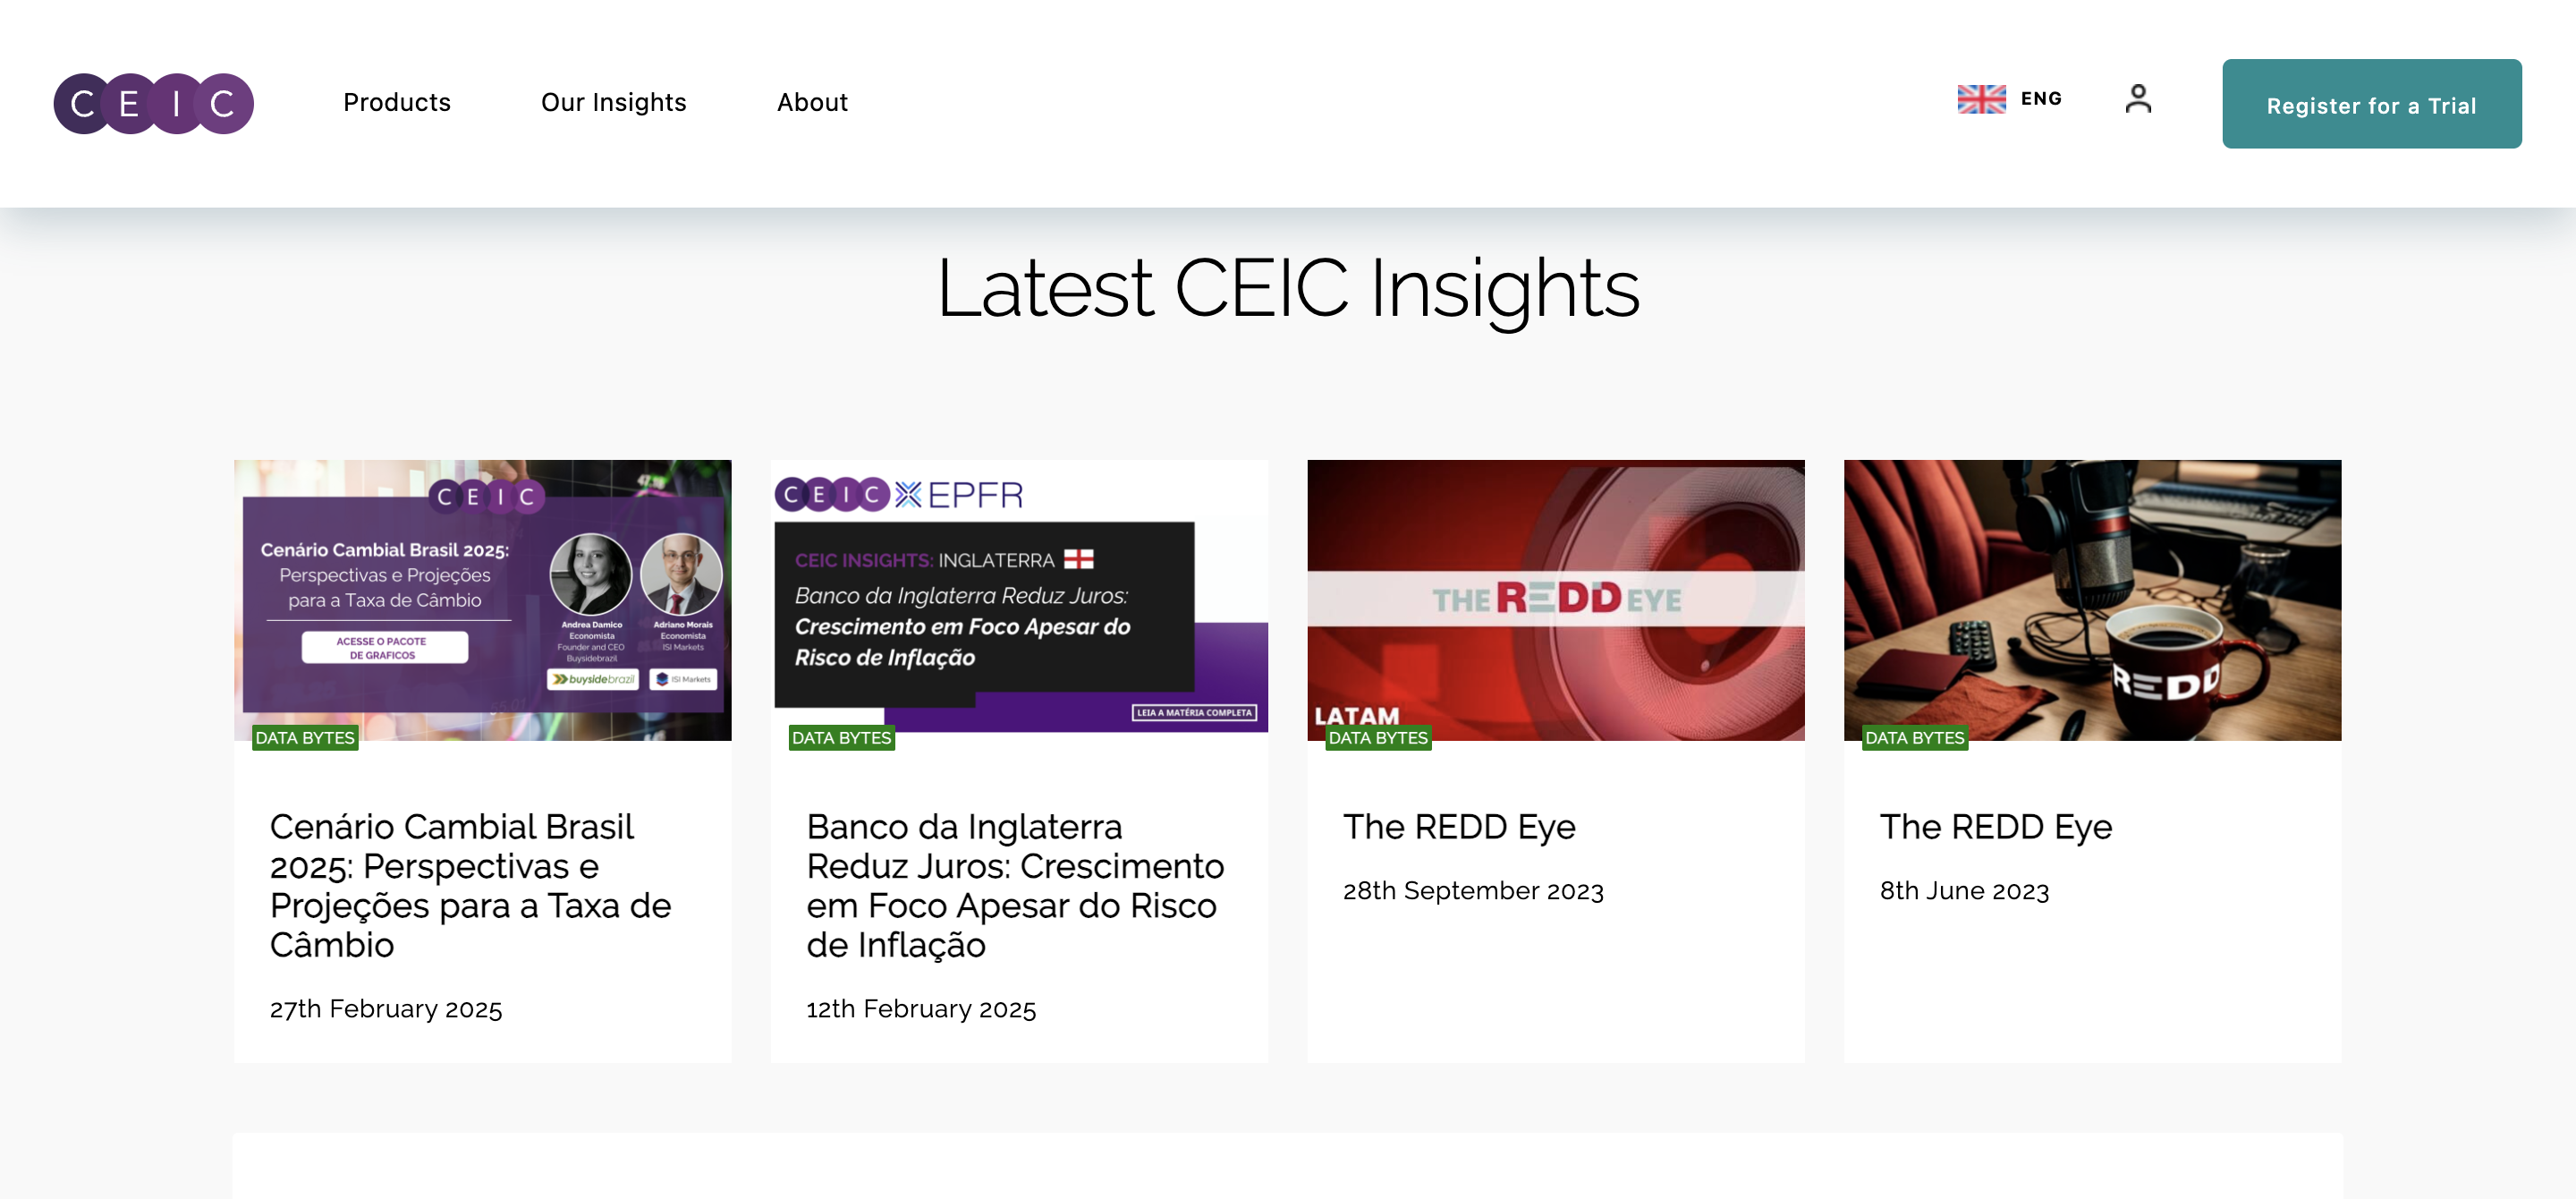 CEIC
Products
Our Insights
About
ENG
Register for a Trial
Latest CEIC Insights
CEIC
Cenário Cambial Brasil 2025:
Perspectivas e Projeções
para a Taxa de Câmbio
ACESSE O PACOTE
DE GRAFICOS
Andrea Damico
Economista
Founder and CEO
Buysidebrazil
buysidebrazil
Adriano Morais
Economista
ISI Markets
ISI Markets
DATA BYTES
Cenário Cambial Brasil
2025: Perspectivas e
Projeções para a Taxa de
Câmbio
27th February 2025
CEIC EPFR
CEIC INSIGHTS: INGLATERRA
Banco da Inglaterra Reduz Juros:
Crescimento em Foco Apesar do
Risco de Inflação
LEIA A MATÉRIA COMPLETA
DATA BYTES
Banco da Inglaterra
Reduz Juros: Crescimento
em Foco Apesar do Risco
de Inflação
12th February 2025
THE REDD EYE
LATAM
DATA BYTES
The REDD Eye
28th September 2023
REDD
DATA BYTES
The REDD Eye
8th June 2023